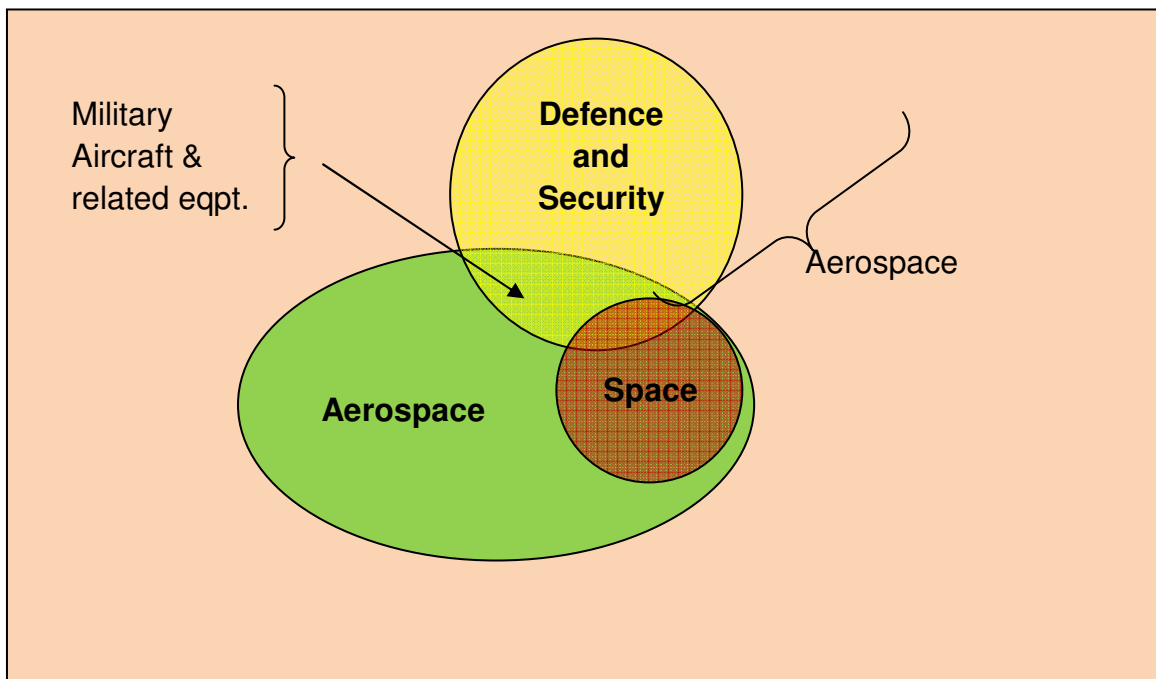 Military
Aircraft &
related eqpt.
Defence
and
Security
Aerospace
Aerospace
Space